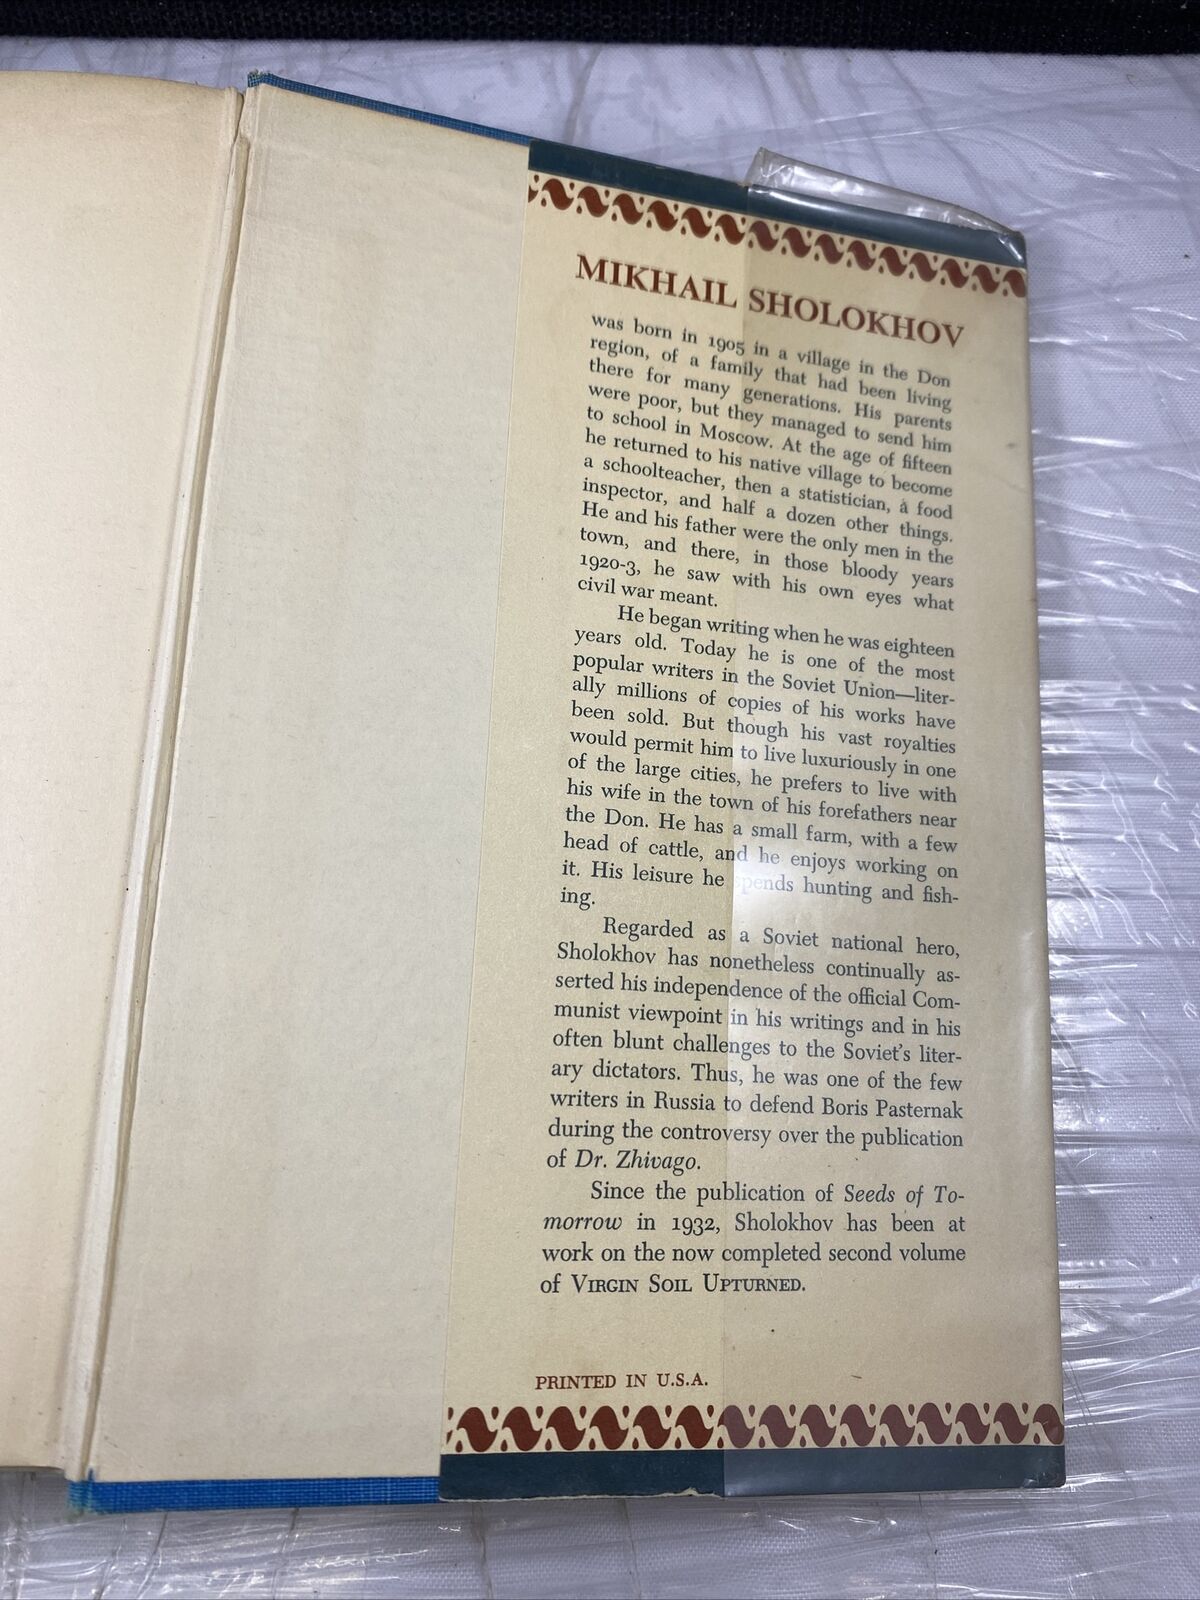 MIKHAIL SHOLOKHOV
was born in 1905 in a village in the Don
region, of a family that had been living
there for many generations. His parents
were poor, but they managed to send him
to school in Moscow. At the age of fifteen
he returned to his native village to become
a schoolteacher, then a statistician, a food
inspector, and half a dozen other things.
He and his father were the only men in the
town, and there, in those bloody years
1920-3, he saw with his own eyes what
civil war meant.
He began writing when he was eighteen
years old. Today he is one of the most
popular writers in the Soviet Union—liter-
ally millions of copies of his works have
been sold. But though his vast royalties
would permit him to live luxuriously in one
of the large cities, he prefers to live with
his wife in the town of his forefathers near
the Don. He has a small farm, with a few
head of cattle, and he enjoys working on
it. His leisure he spends hunting and fish-
ing.
Regarded as a Soviet national hero,
Sholokhov has nonetheless continually as-
serted his independence of the official Com-
munist viewpoint in his writings and in his
often blunt challenges to the Soviet's liter-
ary dictators. Thus, he was one of the few
writers in Russia to defend Boris Pasternak
during the controversy over the publication
of Dr. Zhivago.
Since the publication of Seeds of To-
morrow in 1932, Sholokhov has been at
work on the now completed second volume
of VIRGIN SOIL UPTURNED.
PRINTED IN U.S.A.